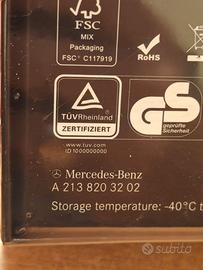 FSC
MIX
Packaging
FSC® C117919
RoHS
TÜVRheinland
ZERTIFIZIERT
GS
geprüfte
Sicherheit
www.tuv.com
ID 1000000000
Mercedes-Benz
A 213 820 32 02
Storage temperature: -40°C t
subito